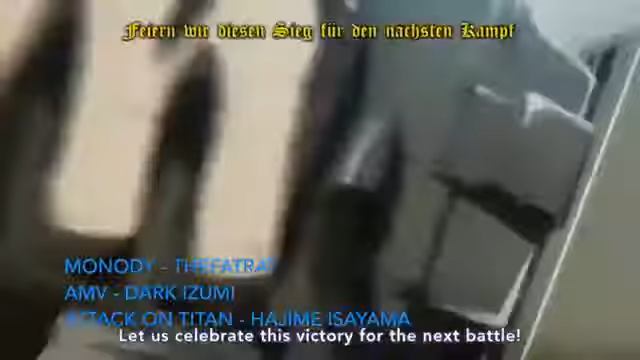 Feiern wir diesen Sieg für den nächsten Kampf
MONODY - THEFATRAT
AMV - DARK IZUMI
ATTACK ON TITAN - HAJIME ISAYAMA
Let us celebrate this victory for the next battle!